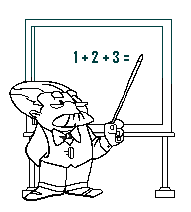 1 + 2 + 3 =